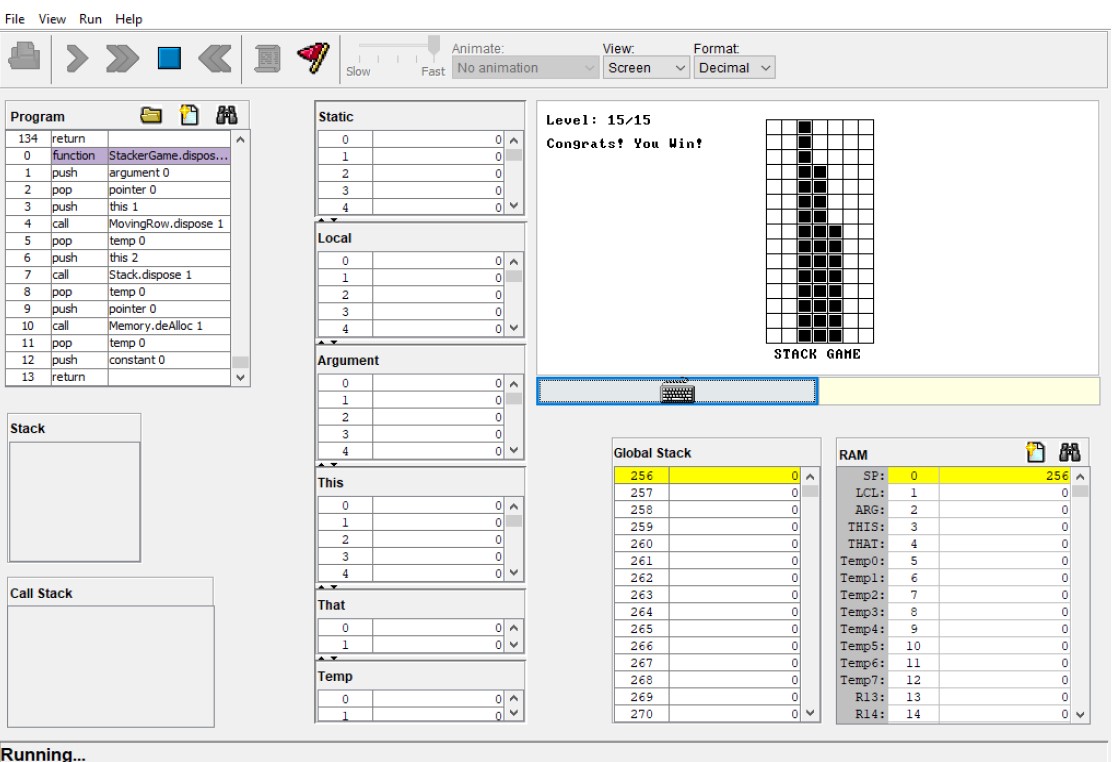 File View Run Help
Animate: View: Format:
Slow Fast No animation Screen Decimal
Program
134 return
0 function StackerGame.dispos...
1 push argument 0
2 pop pointer 0
3 push this 1
4 call MovingRow.dispose 1
5 pop temp 0
6 push this 2
7 call Stack.dispose 1
8 pop temp 0
9 push pointer 0
10 call Memory.deAlloc 1
11 pop temp 0
12 push constant 0
13 return
Stack
Call Stack
Static
0 0
1 0
2 0
3 0
4 0
Local
0 0
1 0
2 0
3 0
4 0
Argument
0 0
1 0
2 0
3 0
4 0
This
0 0
1 0
2 0
3 0
4 0
That
0 0
1 0
Temp
0 0
1 0
Level: 15/15
Congrats! You Win!
STACK GAME
Global Stack
256 0
257 0
258 0
259 0
260 0
261 0
262 0
263 0
264 0
265 0
266 0
267 0
268 0
269 0
270 0
RAM
SP: 0 256
LCL: 1 0
ARG: 2 0
THIS: 3 0
THAT: 4 0
Temp0: 5 0
Temp1: 6 0
Temp2: 7 0
Temp3: 8 0
Temp4: 9 0
Temp5: 10 0
Temp6: 11 0
Temp7: 12 0
R13: 13 0
R14: 14 0
Running...